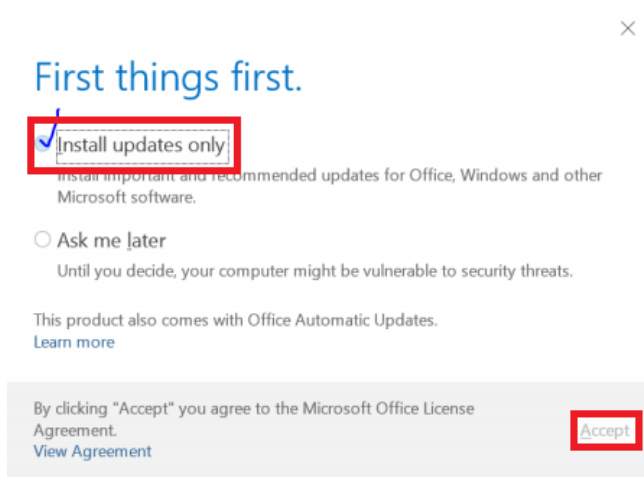 First things first.
Install updates only
Install important and recommended updates for Office, Windows and other
Microsoft software.
Ask me later
Until you decide, your computer might be vulnerable to security threats.
This product also comes with Office Automatic Updates.
Learn more
By clicking "Accept" you agree to the Microsoft Office License
Agreement.
View Agreement
Accept